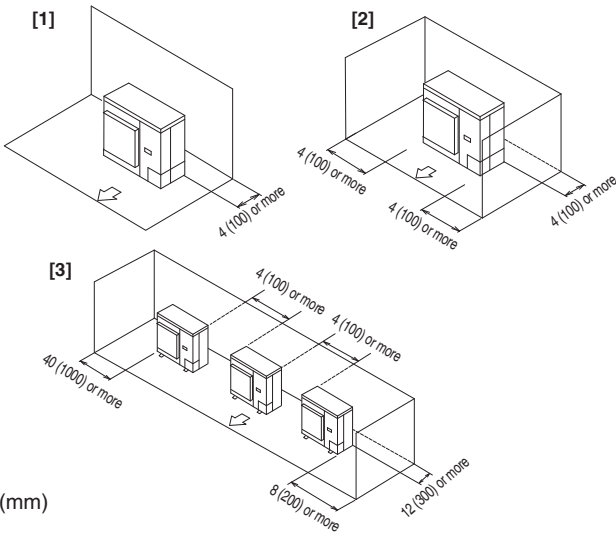 [1]
4 (100) or more
[2]
4 (100) or more
4 (100) or more
4 (100) or more
[3]
4 (100) or more
4 (100) or more
40 (1000) or more
8 (200) or more
12 (300) or more
(mm)